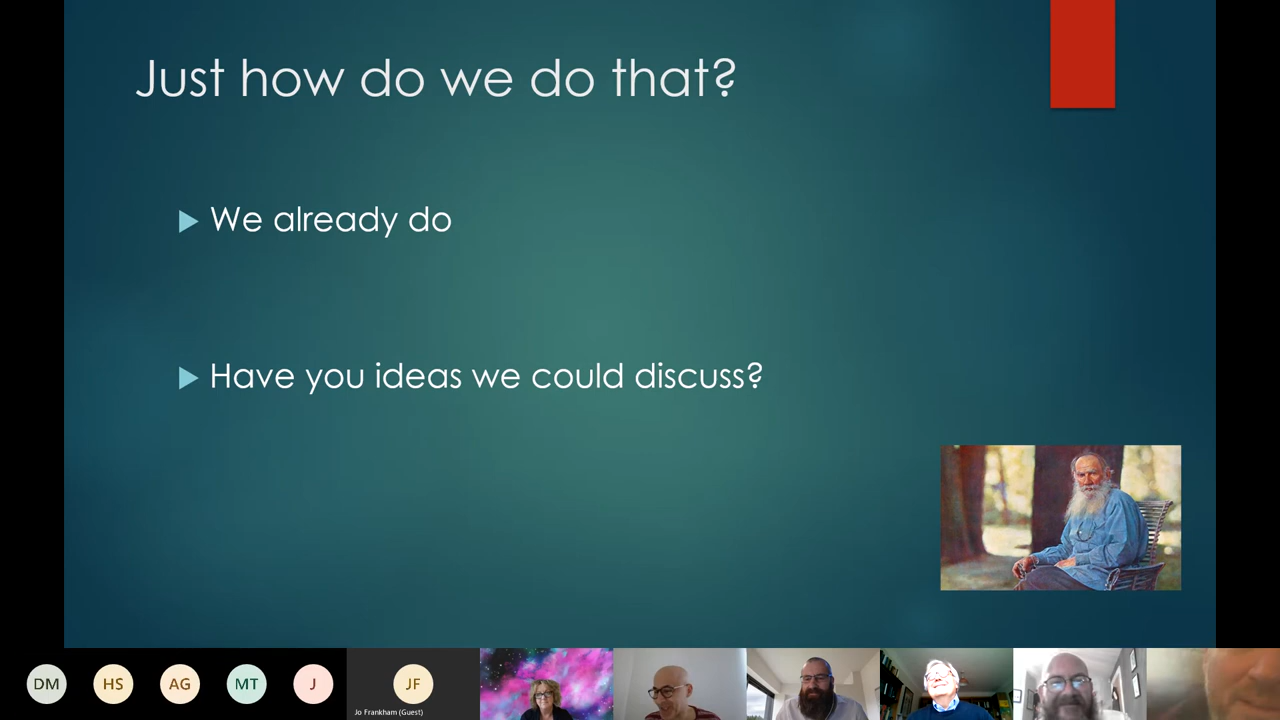 Just how do we do that?
We already do
Have you ideas we could discuss?
DM
HS
AG
MT
J
JF
Jo Frankham (Guest)